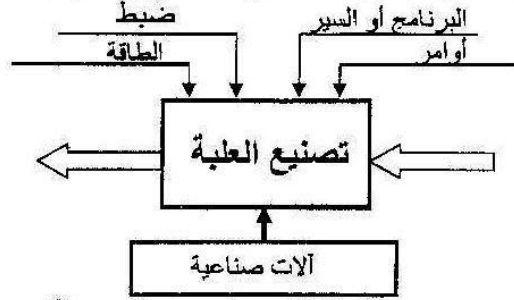 البرنامج أو السير
ضبط
أوامر
الطاقة
تصنيع العلبة
آلات صناعية